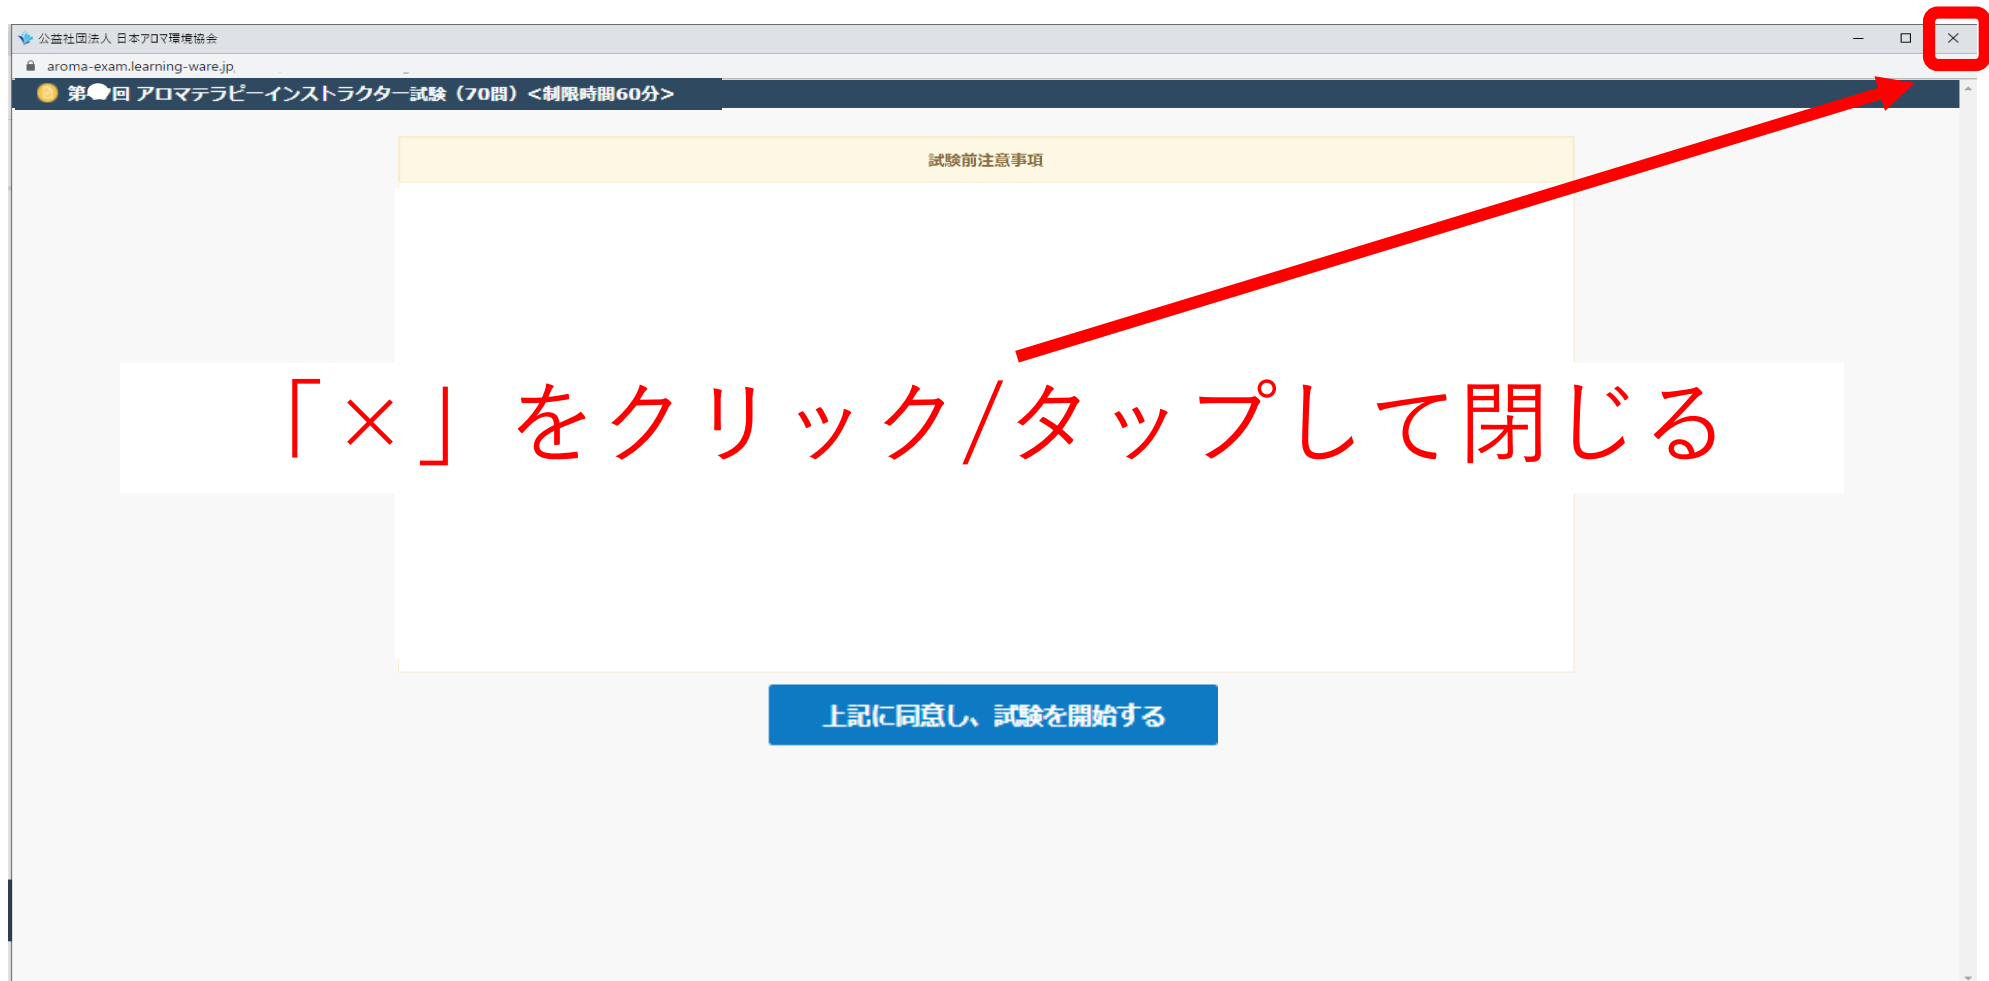 公益社団法人 日本アロマ環境協会
aroma-exam.learning-ware.jp
第 回 アロマテラピーインストラクター試験（70問）<制限時間60分>
試験前注意事項
「×」をクリック/タップして閉じる
上記に同意し、試験を開始する